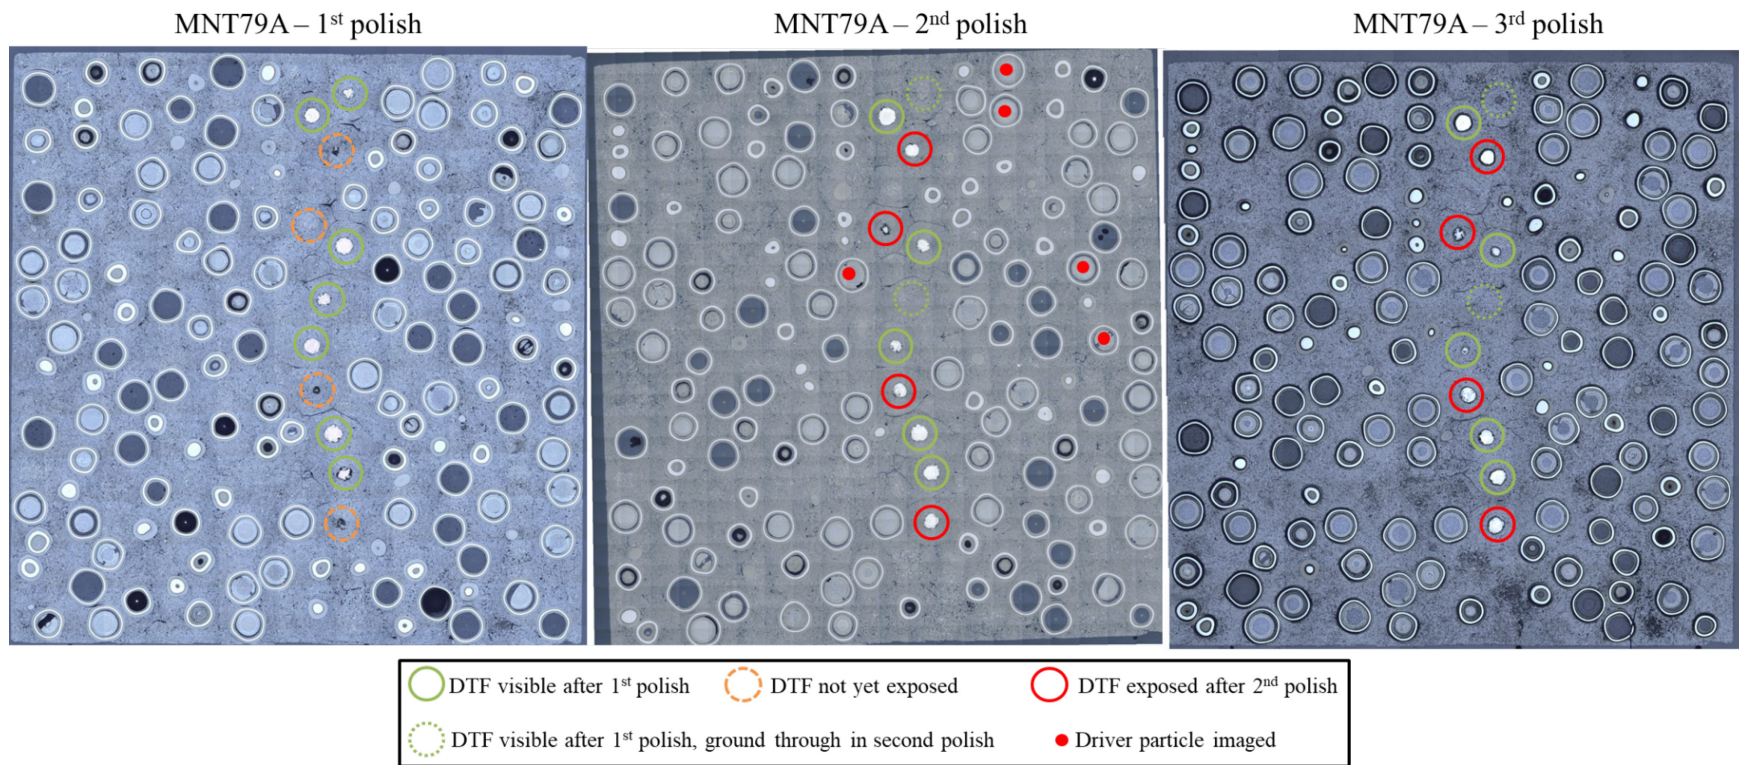 MNT79A – 1st polish
MNT79A – 2nd polish
MNT79A – 3rd polish
DTF visible after 1st polish
DTF not yet exposed
DTF exposed after 2nd polish
DTF visible after 1st polish, ground through in second polish
Driver particle imaged